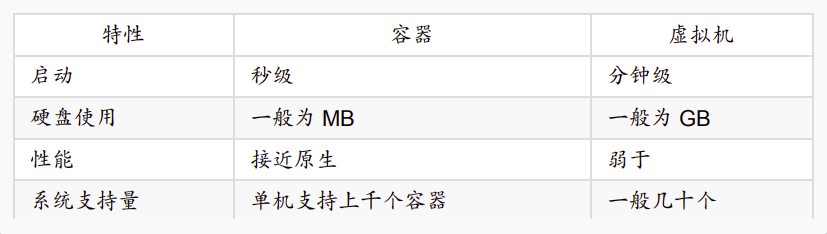 特性 容器 虚拟机
启动 秒级 分钟级
硬盘使用 一般为 MB 一般为 GB
性能 接近原生 弱于
系统支持量 单机支持上千个容器 一般几十个